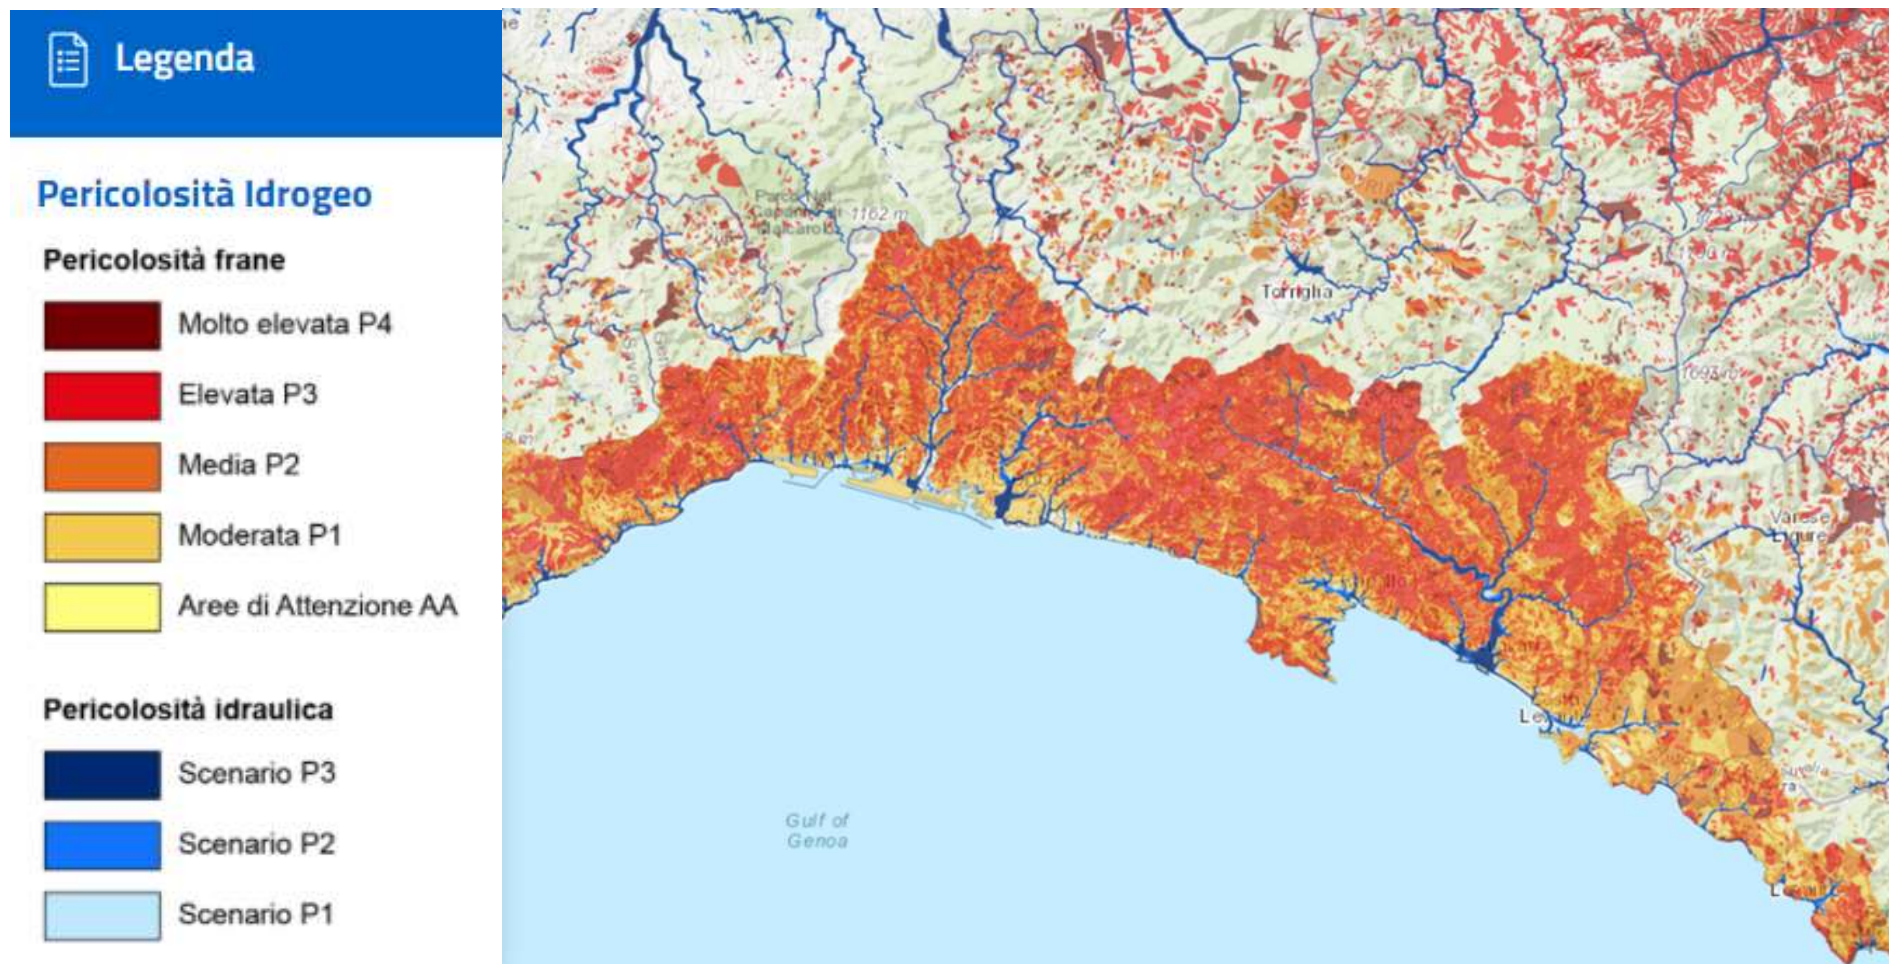 Legenda
Pericolosità Idrogeo
Pericolosità frane
Molto elevata P4
Elevata P3
Media P2
Moderata P1
Aree di Attenzione AA
Pericolosità idraulica
Scenario P3
Scenario P2
Scenario P1
1162 m
Torriglia
Varese
Ligure
Gulf of
Genoa